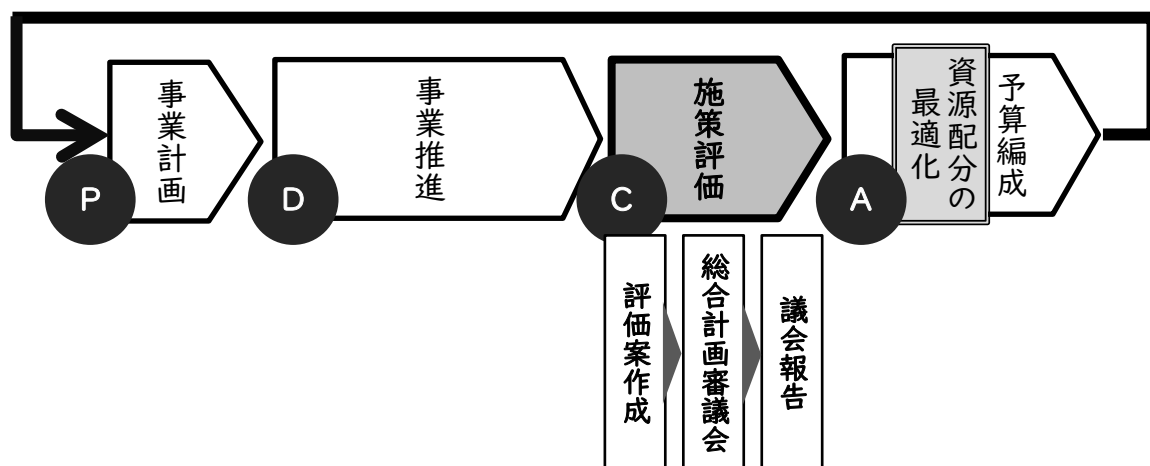 事業計画
P
事業推進
D
施策評価
C
資源配分の
最適化
予算編成
A
評価案作成
総合計画審議会
議会報告